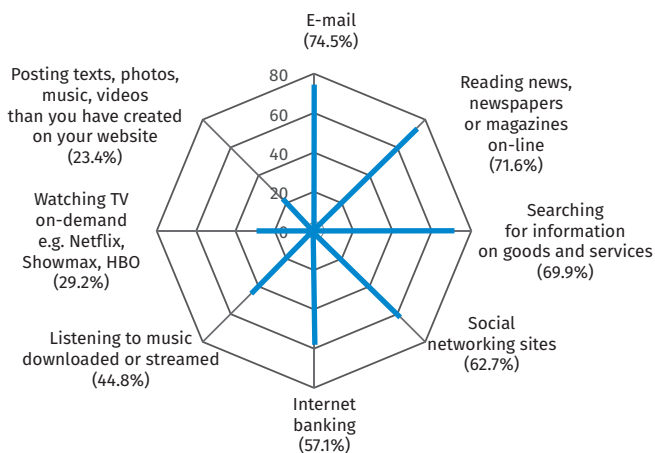 E-mail
(74.5%)
Reading news,
newspapers
or magazines
on-line
(71.6%)
Searching
for information
on goods and services
(69.9%)
Social
networking sites
(62.7%)
Internet
banking
(57.1%)
Listening to music
downloaded or streamed
(44.8%)
Watching TV
on-demand
e.g. Netflix,
Showmax, HBO
(29.2%)
Posting texts, photos,
music, videos
than you have created
on your website
(23.4%)
80
60
40
20
0